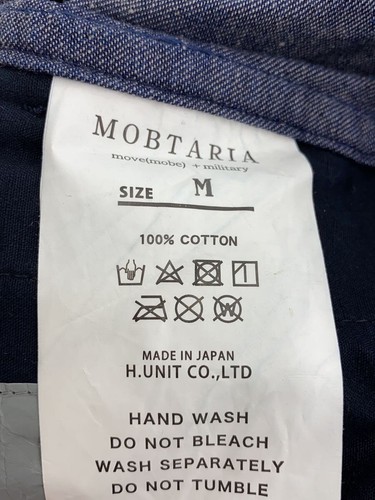 MOBTARIA
move(mobe) + military
SIZE M
100% COTTON
W
MADE IN JAPAN
H.UNIT CO.,LTD
HAND WASH
DO NOT BLEACH
WASH SEPARATELY
DO NOT TUMBLE